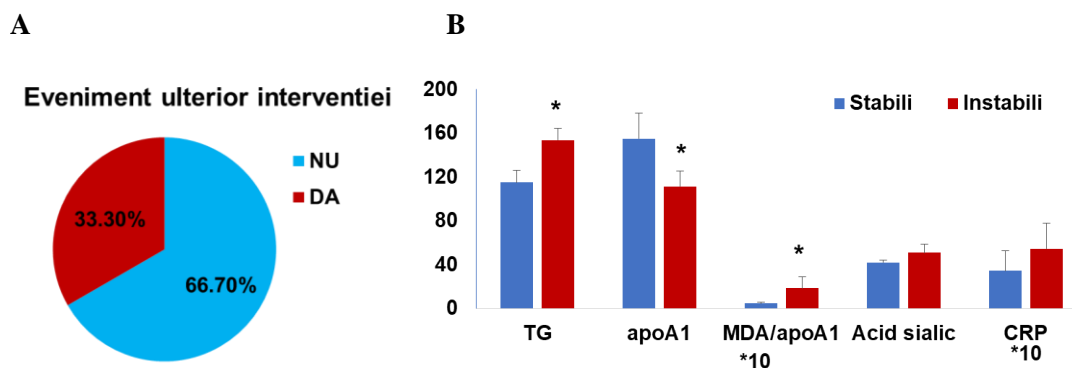 A
B
Eveniment ulterior interventiei
NU
DA
33.30%
66.70%
200
160
120
80
40
0
Stabili
Instabili
*
*
*
TG
apoA1
MDA/apoA1
*10
Acid sialic
CRP
*10